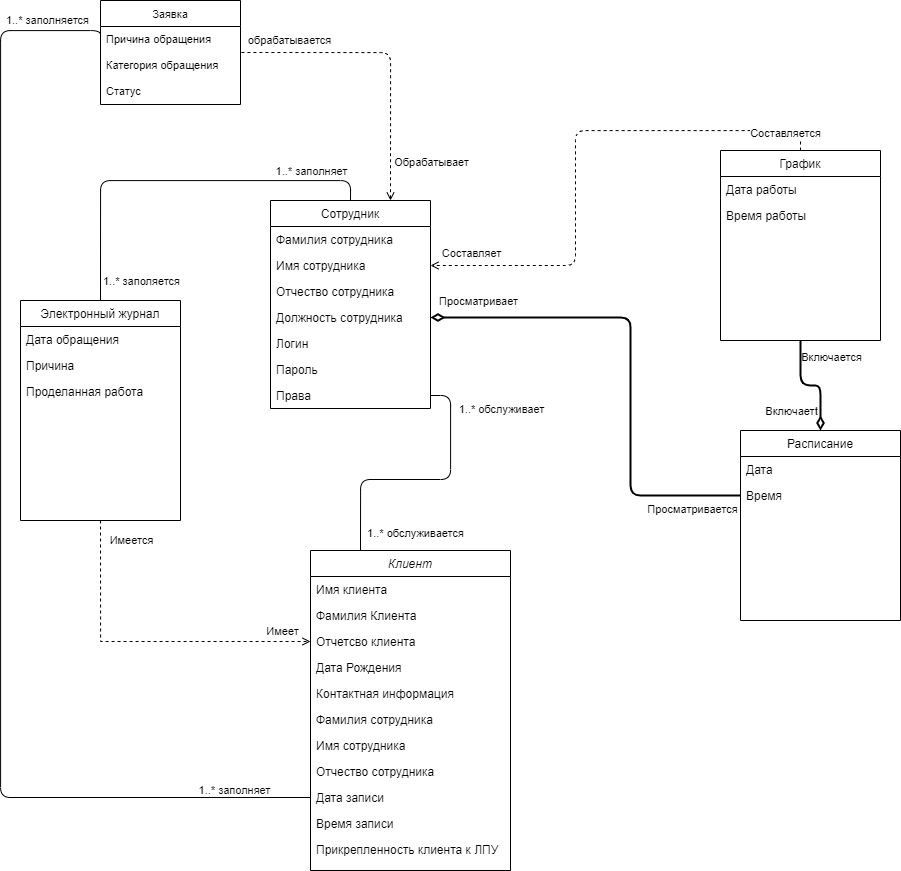 Заявка
1..* заполняется
Причина обращения
обрабатывается
Категория обращения
Статус
Составляется
Обрабатывает
График
1..* заполняет
Дата работы
Сотрудник
Время работы
Фамилия сотрудника
Составляет
Имя сотрудника
1..* заполяется
Отчество сотрудника
Просматривает
Электронный журнал
Должность сотрудника
Дата обращения
Логин
Включается
Причина
Пароль
Проделанная работа
Права
1..* обслуживает
Включаетt
Расписание
Дата
Время
Просматривается
1..* обслуживается
Имеется
Клиент
Имя клиента
Фамилия Клиента
Имеет
Отчетсво клиента
Дата Рождения
Контактная информация
Фамилия сотрудника
Имя сотрудника
Отчество сотрудника
1..* заполняет
Дата записи
Время записи
Прикрепленность клиента к ЛПУ